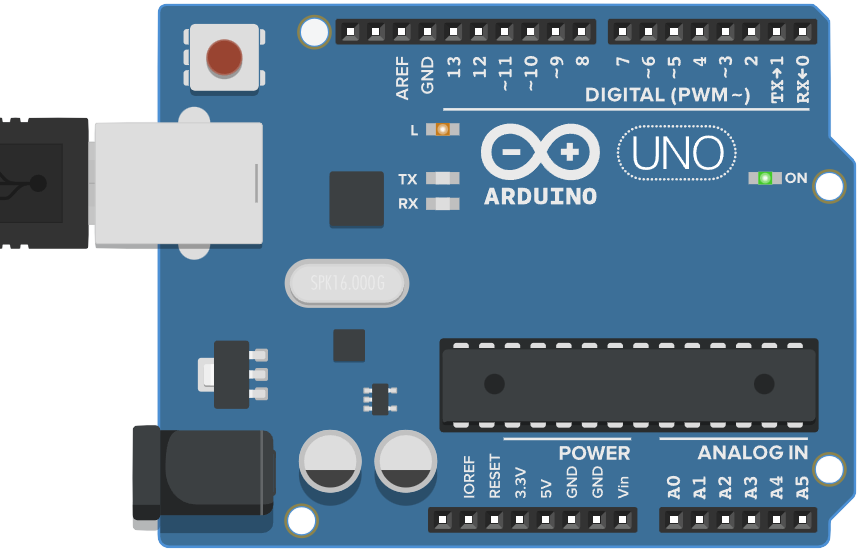 AREF
GND
13
12
~11
~10
~9
8
7
~6
~5
4
~3
2
TX→1
RX←0
DIGITAL (PWM ~)
L
TX
RX
ARDUINO
UNO
ON
SPK16.000G
POWER
ANALOG IN
IOREF
RESET
3.3V
5V
GND
GND
Vin
A0
A1
A2
A3
A4
A5